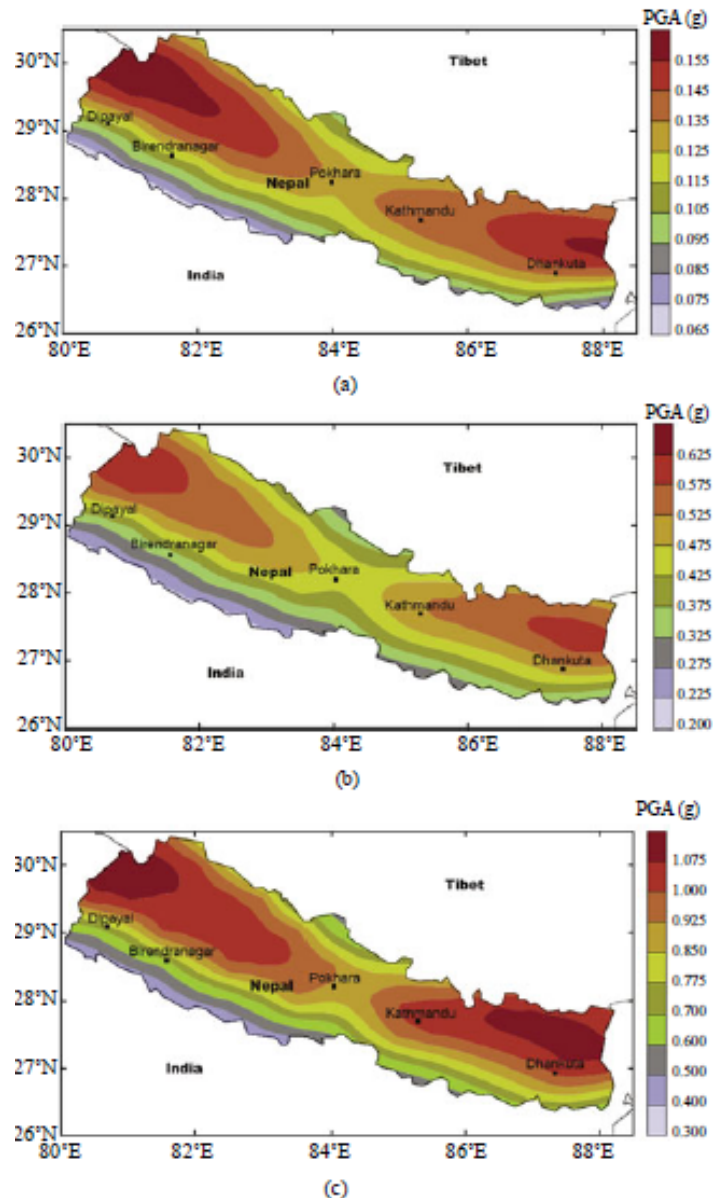 PGA (g)
30°N
29°N
28°N
27°N
26°N
80°E 82°E 84°E 86°E 88°E
Tibet
Dipayal
Birendranagar
Nepal
Pokhara
Kathmandu
Dhankuta
India
0.155
0.145
0.135
0.125
0.115
0.105
0.095
0.085
0.075
0.065
(a)
PGA (g)
30°N
29°N
28°N
27°N
26°N
80°E 82°E 84°E 86°E 88°E
Tibet
Dipayal
Birendranagar
Nepal
Pokhara
Kathmandu
Dhankuta
India
0.625
0.575
0.525
0.475
0.425
0.375
0.325
0.275
0.225
0.200
(b)
PGA (g)
30°N
29°N
28°N
27°N
26°N
80°E 82°E 84°E 86°E 88°E
Tibet
Dipayal
Birendranagar
Nepal
Pokhara
Kathmandu
Dhankuta
India
1.075
1.000
0.925
0.850
0.775
0.700
0.600
0.500
0.400
0.300
(c)